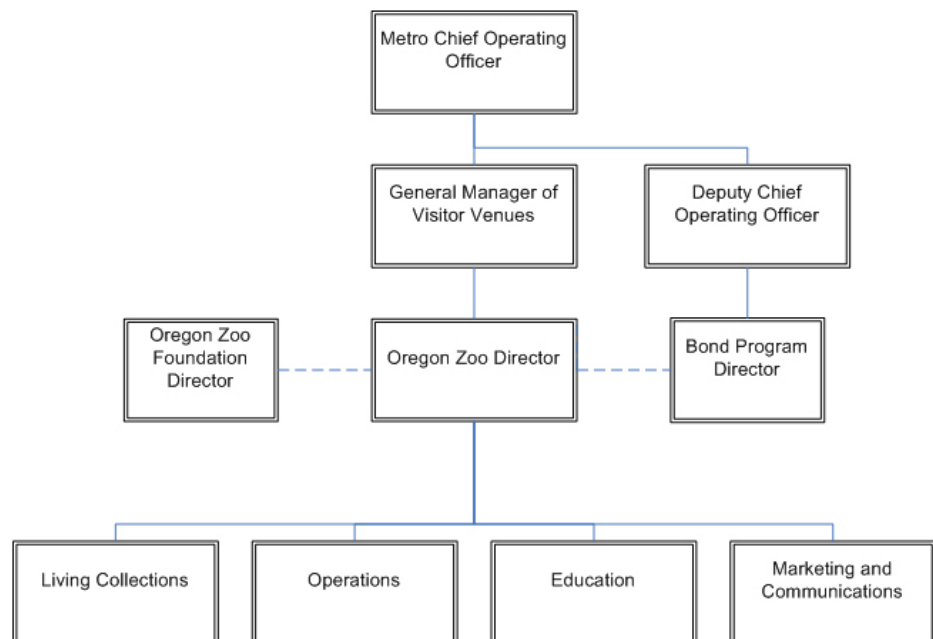 Metro Chief Operating
Officer
General Manager of
Visitor Venues
Deputy Chief
Operating Officer
Oregon Zoo
Foundation
Director
Oregon Zoo Director
Bond Program
Director
Living Collections
Operations
Education
Marketing and
Communications